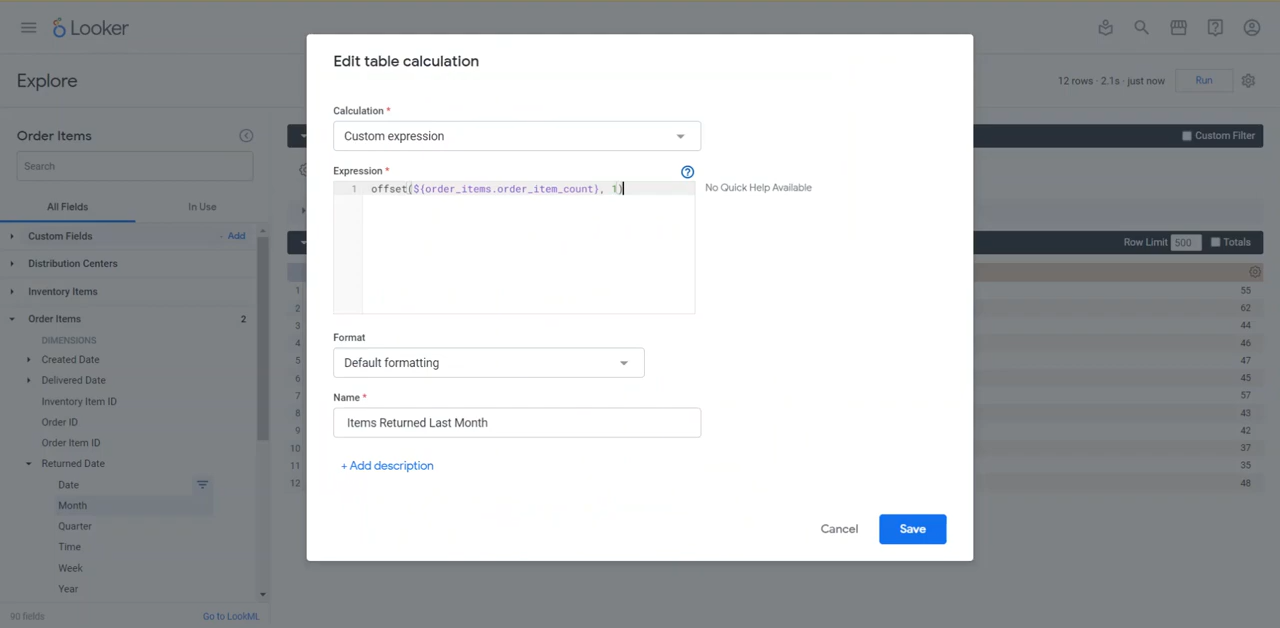 Looker
Explore
12 rows · 2.1s · just now
Run
Order Items
Search
All Fields
In Use
Custom Fields
Add
Distribution Centers
Inventory Items
Order Items
2
DIMENSIONS
Created Date
Delivered Date
Inventory Item ID
Order ID
Order Item ID
Returned Date
Date
Month
Quarter
Time
Week
Year
90 fields
Go to LookML
Edit table calculation
Calculation *
Custom expression
Expression *
1 offset(${order_items.order_item_count}, 1)
No Quick Help Available
Format
Default formatting
Name *
Items Returned Last Month
+ Add description
Cancel
Save
Custom Filter
Row Limit 500 Totals
1 55
2 62
3 44
4 46
5 47
6 45
7 57
8 43
9 42
10 37
11 35
12 48